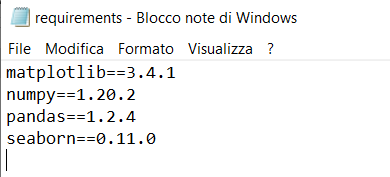 requirements - Blocco note di Windows
File Modifica Formato Visualizza ?
matplotlib==3.4.1
numpy==1.20.2
pandas==1.2.4
seaborn==0.11.0